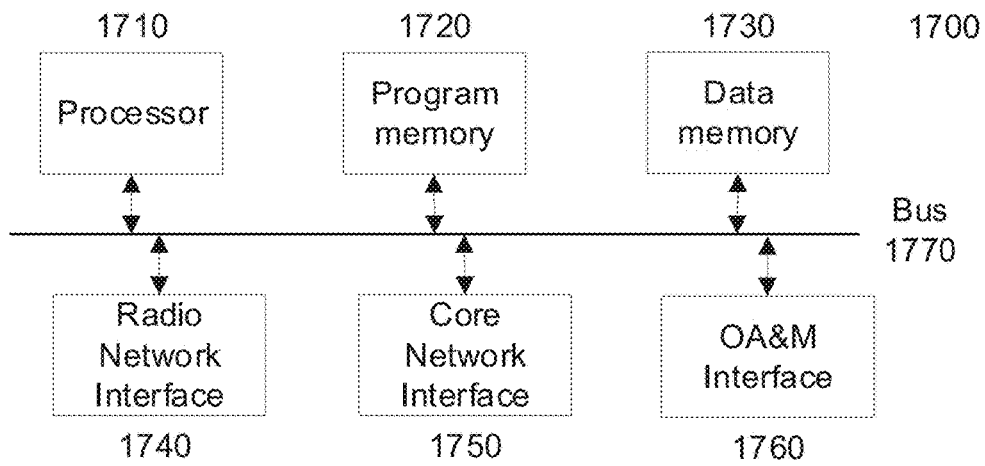 1710 1720 1730 1700
Processor
Program
memory
Data
memory
Bus
1770
Radio
Network
Interface
Core
Network
Interface
OA&M
Interface
1740 1750 1760